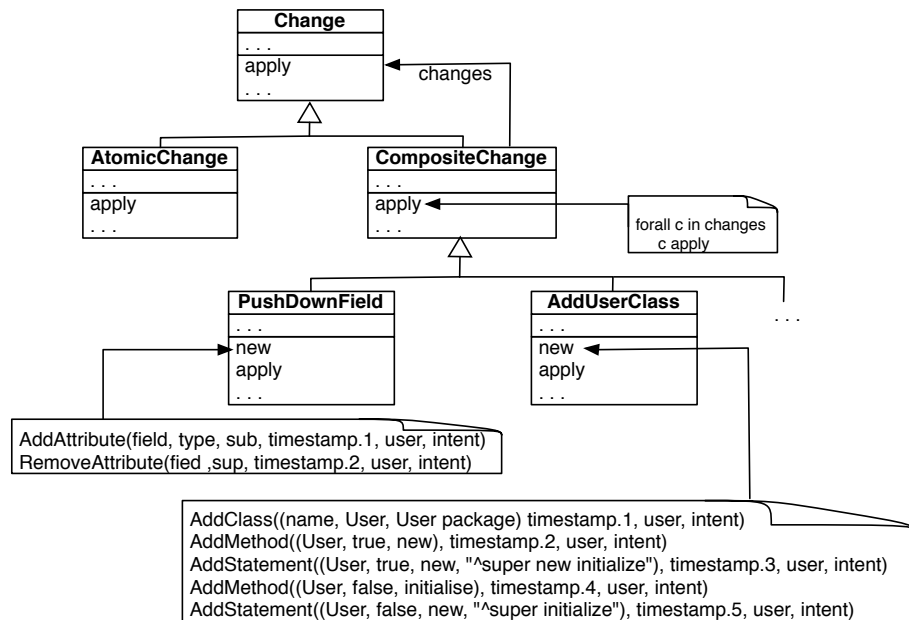 Change
. . .
apply
. . .
changes
AtomicChange
. . .
apply
. . .
CompositeChange
. . .
apply
. . .
forall c in changes
c apply
PushDownField
. . .
new
apply
. . .
AddUserClass
. . .
new
apply
. . .
. . .
AddAttribute(field, type, sub, timestamp.1, user, intent)
RemoveAttribute(fied ,sup, timestamp.2, user, intent)
AddClass((name, User, User package) timestamp.1, user, intent)
AddMethod((User, true, new), timestamp.2, user, intent)
AddStatement((User, true, new, "^super new initialize"), timestamp.3, user, intent)
AddMethod((User, false, initialise), timestamp.4, user, intent)
AddStatement((User, false, new, "^super initialize"), timestamp.5, user, intent)